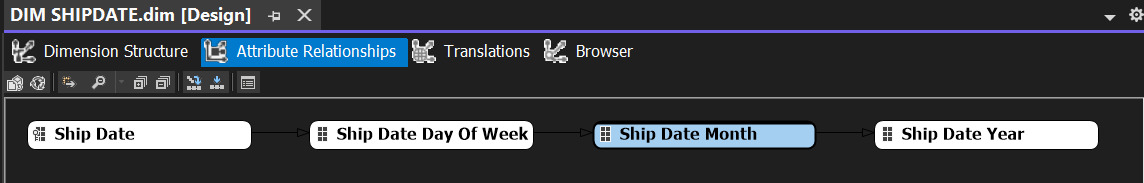 DIM SHIPDATE.dim [Design]
Dimension Structure Attribute Relationships Translations Browser
Ship Date Ship Date Day Of Week Ship Date Month Ship Date Year